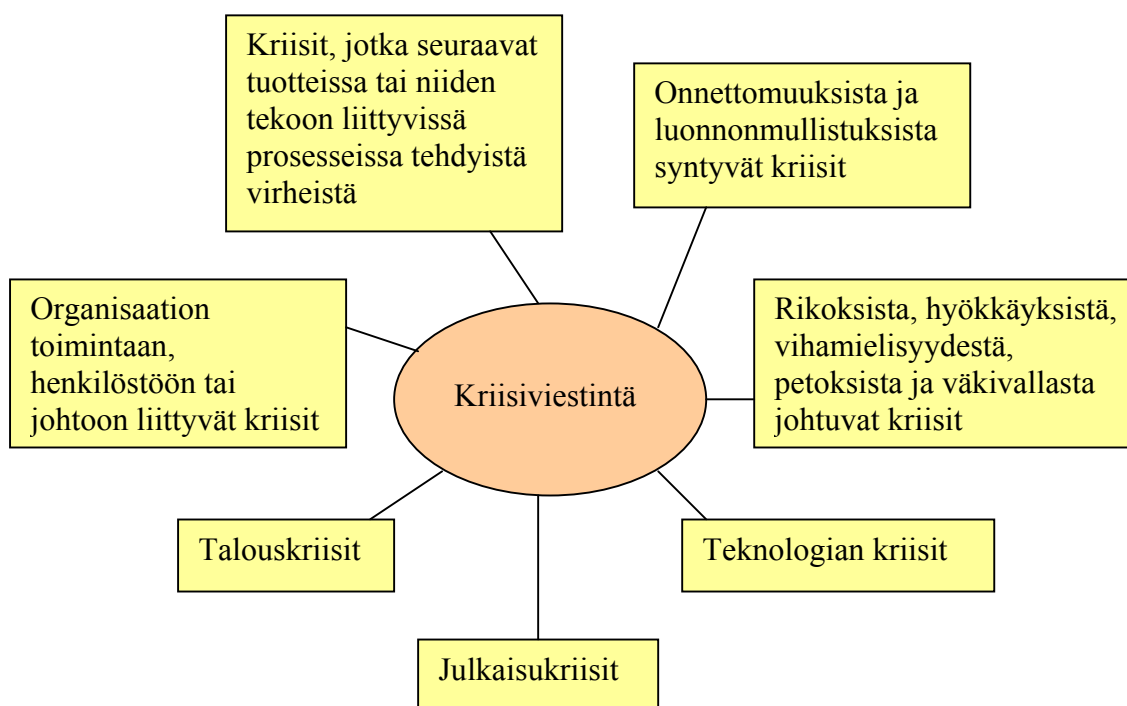 Kriisit, jotka seuraavat
tuotteissa tai niiden
tekoon liittyvissä
prosesseissa tehdyistä
virheistä
Onnettomuuksista ja
luonnonmullistuksista
syntyvät kriisit
Organisaation
toimintaan,
henkilöstöön tai
johtoon liittyvät kriisit
Kriisiviestintä
Rikoksista, hyökkäyksistä,
vihamielisyydestä,
petoksista ja väkivallasta
johtuvat kriisit
Talouskriisit
Teknologian kriisit
Julkaisukriisit